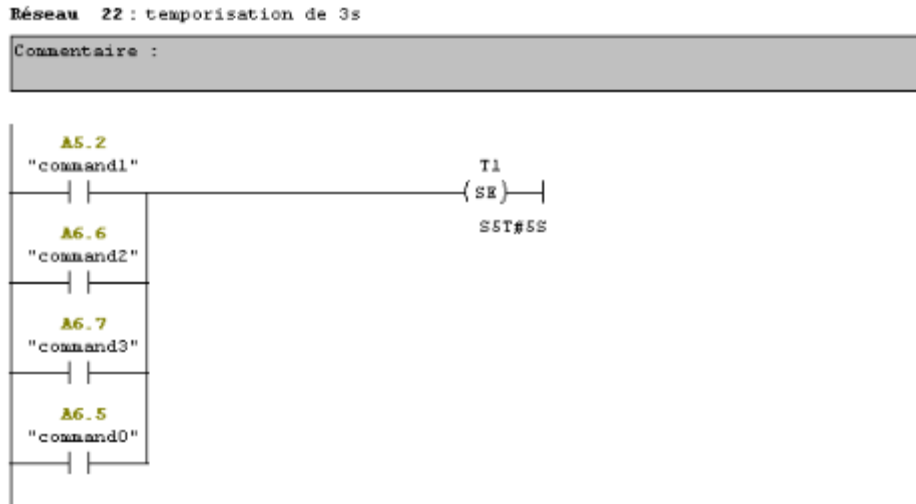 Réseau 22 : temporisation de 3s
Commentaire :
A5.2
"command1"
T1
SE
S5T#5S
A6.6
"command2"
A6.7
"command3"
A6.5
"command0"